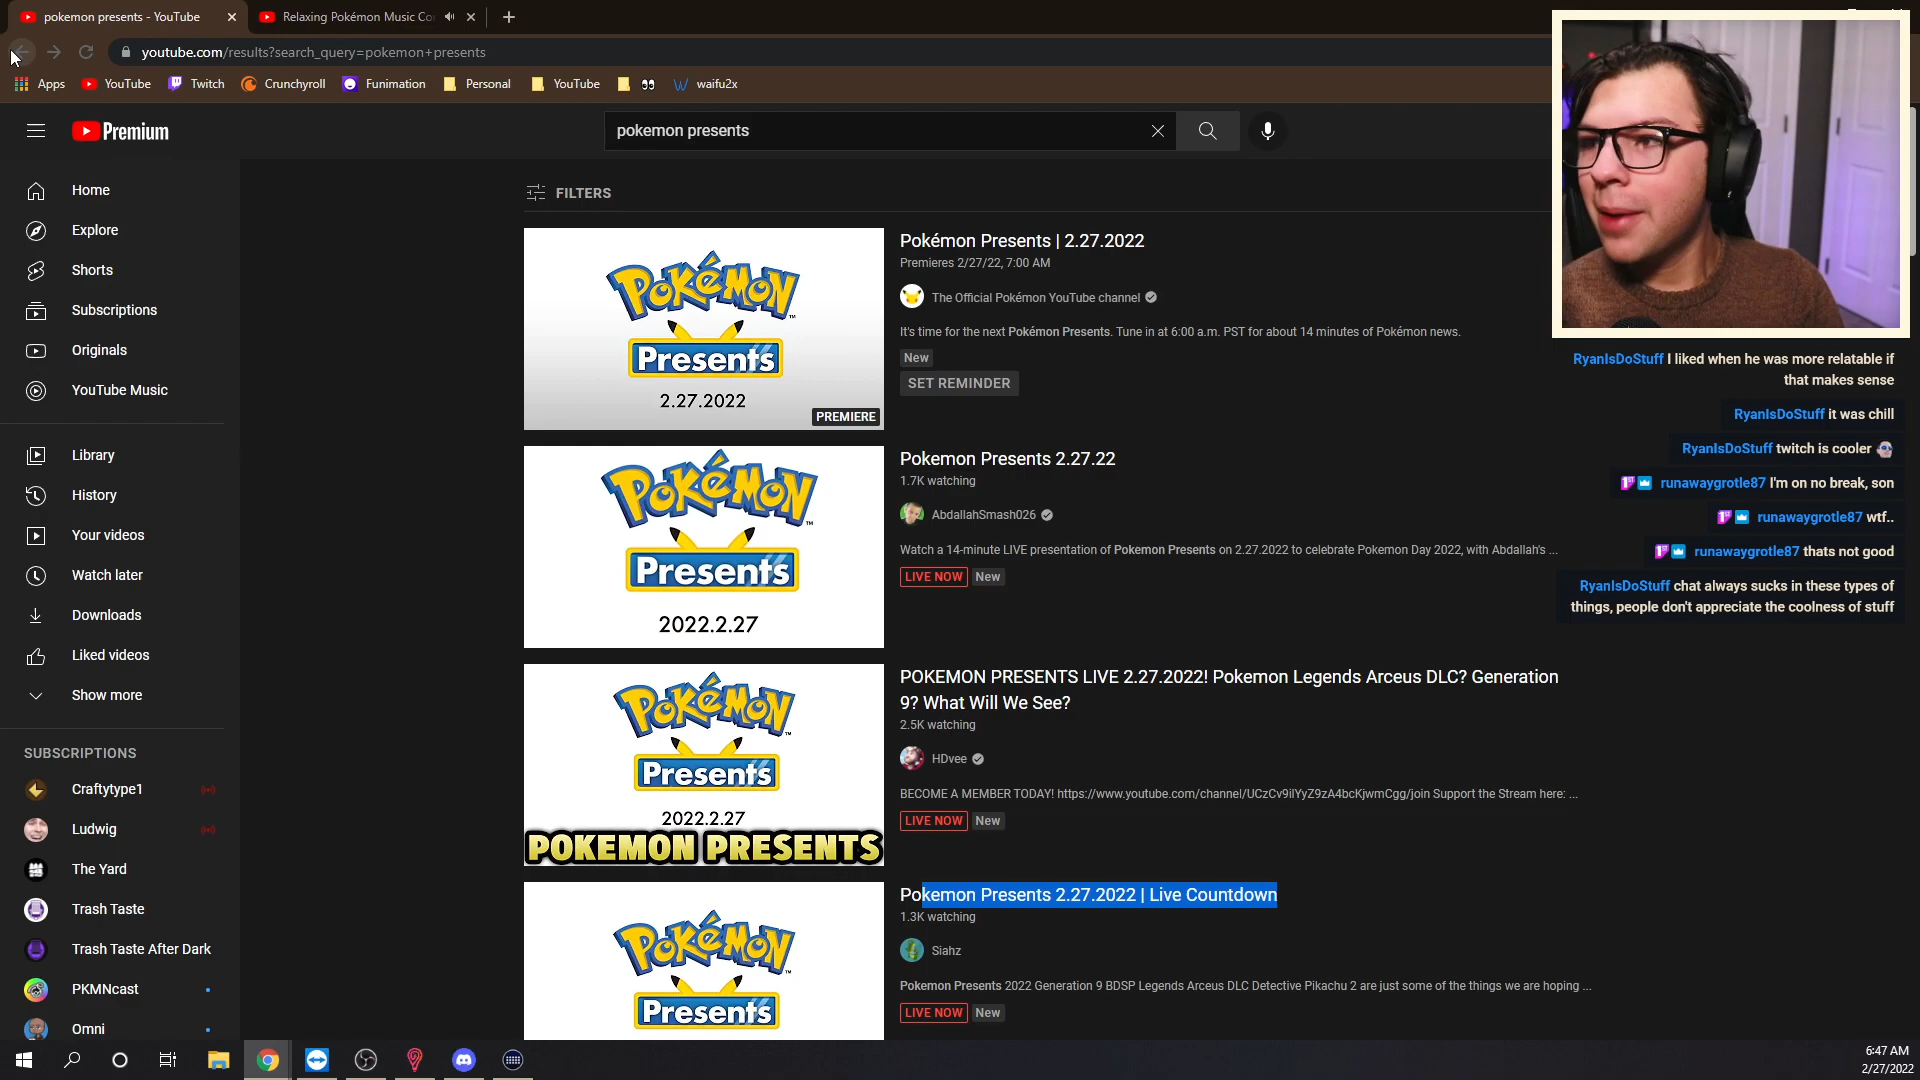 pokemon presents - YouTube
Relaxing Pokémon Music Co
youtube.com/results?search_query=pokemon+presents
Apps YouTube Twitch Crunchyroll Funimation Personal YouTube waifu2x
Premium
pokemon presents
Home
Explore
Shorts
Subscriptions
Originals
YouTube Music
Library
History
Your videos
Watch later
Downloads
Liked videos
Show more
SUBSCRIPTIONS
Craftytype1
Ludwig
The Yard
Trash Taste
Trash Taste After Dark
PKMNcast
Omni
FILTERS
POKéMON
Presents
2.27.2022
PREMIERE
Pokémon Presents | 2.27.2022
Premieres 2/27/22, 7:00 AM
The Official Pokémon YouTube channel
It's time for the next Pokémon Presents. Tune in at 6:00 a.m. PST for about 14 minutes of Pokémon news.
New
SET REMINDER
POKéMON
Presents
2022.2.27
Pokemon Presents 2.27.22
1.7K watching
AbdallahSmash026
Watch a 14-minute LIVE presentation of Pokemon Presents on 2.27.2022 to celebrate Pokemon Day 2022, with Abdallah's ...
LIVE NOW New
POKéMON
Presents
2022.2.27
POKEMON PRESENTS
POKEMON PRESENTS LIVE 2.27.2022! Pokemon Legends Arceus DLC? Generation
9? What Will We See?
2.5K watching
HDvee
BECOME A MEMBER TODAY! https://www.youtube.com/channel/UCzCv9ilYyZ9zA4bcKjwmCgg/join Support the Stream here: ...
LIVE NOW New
POKéMON
Presents
Pokemon Presents 2.27.2022 | Live Countdown
1.3K watching
Siahz
Pokemon Presents 2022 Generation 9 BDSP Legends Arceus DLC Detective Pikachu 2 are just some of the things we are hoping ...
LIVE NOW New
RyanIsDoStuff I liked when he was more relatable if
that makes sense
RyanIsDoStuff it was chill
RyanIsDoStuff twitch is cooler
runawaygrotle87 I'm on no break, son
runawaygrotle87 wtf..
runawaygrotle87 thats not good
RyanIsDoStuff chat always sucks in these types of
things, people don't appreciate the coolness of stuff
6:47 AM
2/27/2022